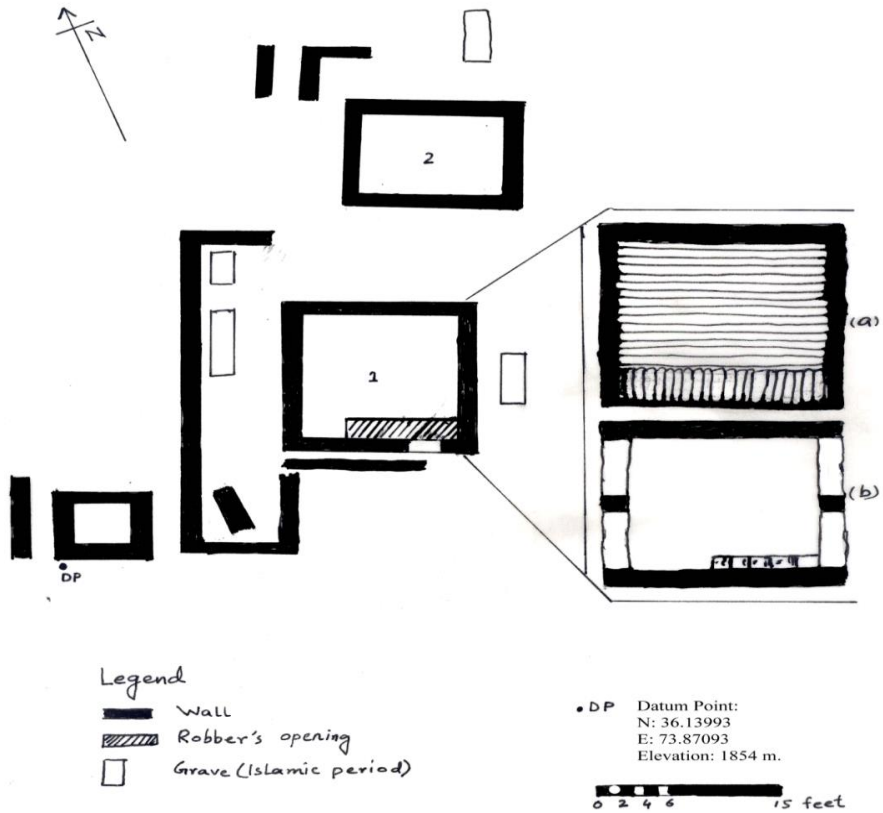 N
2
(a)
1
(b)
DP
Legend
Wall
Robber's opening
Grave (Islamic period)
DP Datum Point:
N: 36.13993
E: 73.87093
Elevation: 1854 m.
0 2 4 6 15 feet